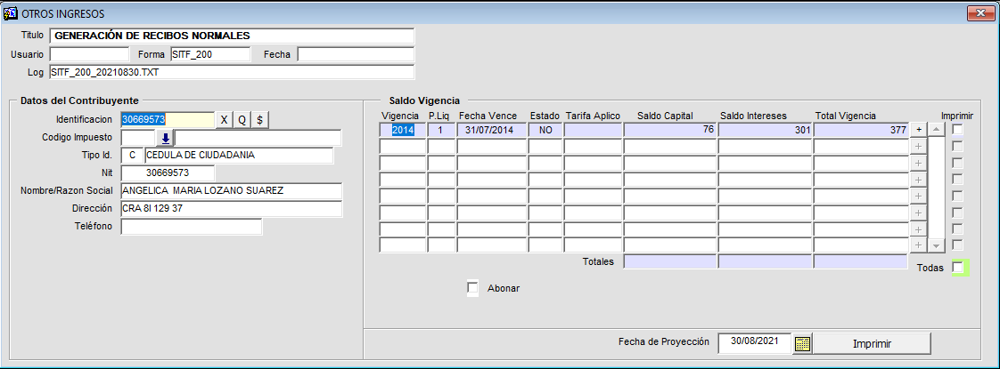 OTROS INGRESOS
Titulo GENERACIÓN DE RECIBOS NORMALES
Usuario Forma SITF_200 Fecha
Log SITF_200_20210830.TXT
Datos del Contribuyente
Identificacion 30669573 X Q $
Codigo Impuesto
Tipo Id. C CEDULA DE CIUDADANIA
Nit 30669573
Nombre/Razon Social ANGELICA MARIA LOZANO SUAREZ
Dirección CRA 8I 129 37
Teléfono
Saldo Vigencia
Vigencia P.Liq Fecha Vence Estado Tarifa Aplico Saldo Capital Saldo Intereses Total Vigencia Imprimir
2014 1 31/07/2014 NO 76 301 377 +
+
+
+
+
+
+
+
Totales
Todas
Abonar
Fecha de Proyección 30/08/2021 Imprimir